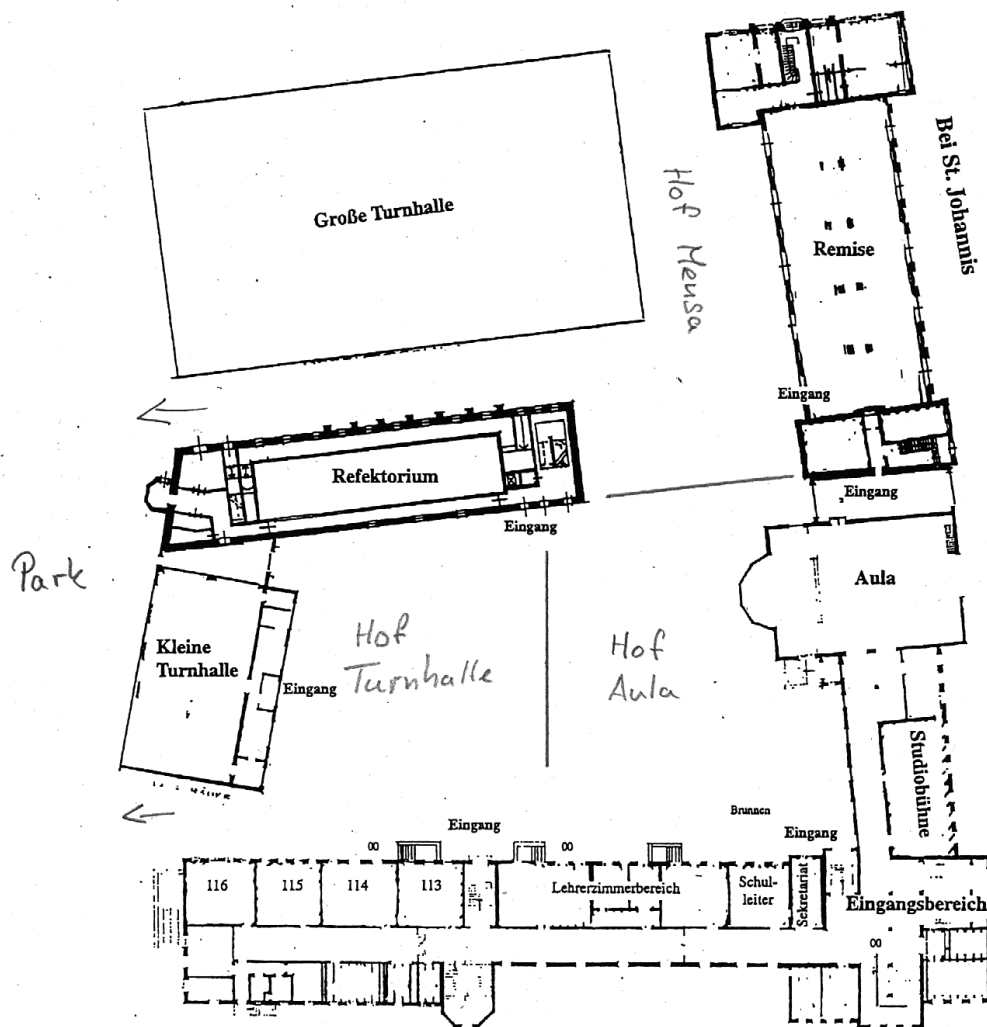 Bei St. Johannis
Große Turnhalle
Hof Mensa
Remise
Eingang
Refektorium
Eingang
Eingang
Park
Aula
Kleine
Turnhalle
Hof
Turnhalle
Hof
Aula
Eingang
Studiobühne
Eingang
Brunnen
Eingang
116
115
114
113
Lehrerzimmerbereich
Schul-
leiter
Sekretariat
Eingangsbereich